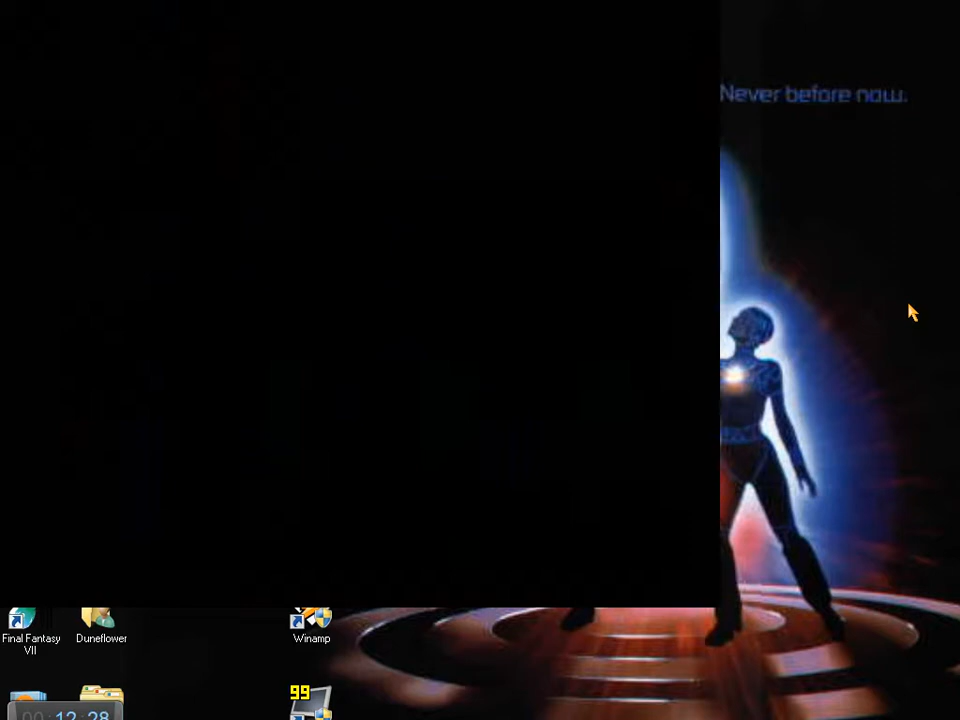 Never before now.
Final Fantasy
VII
Duneflower
Winamp
99
00:12:28